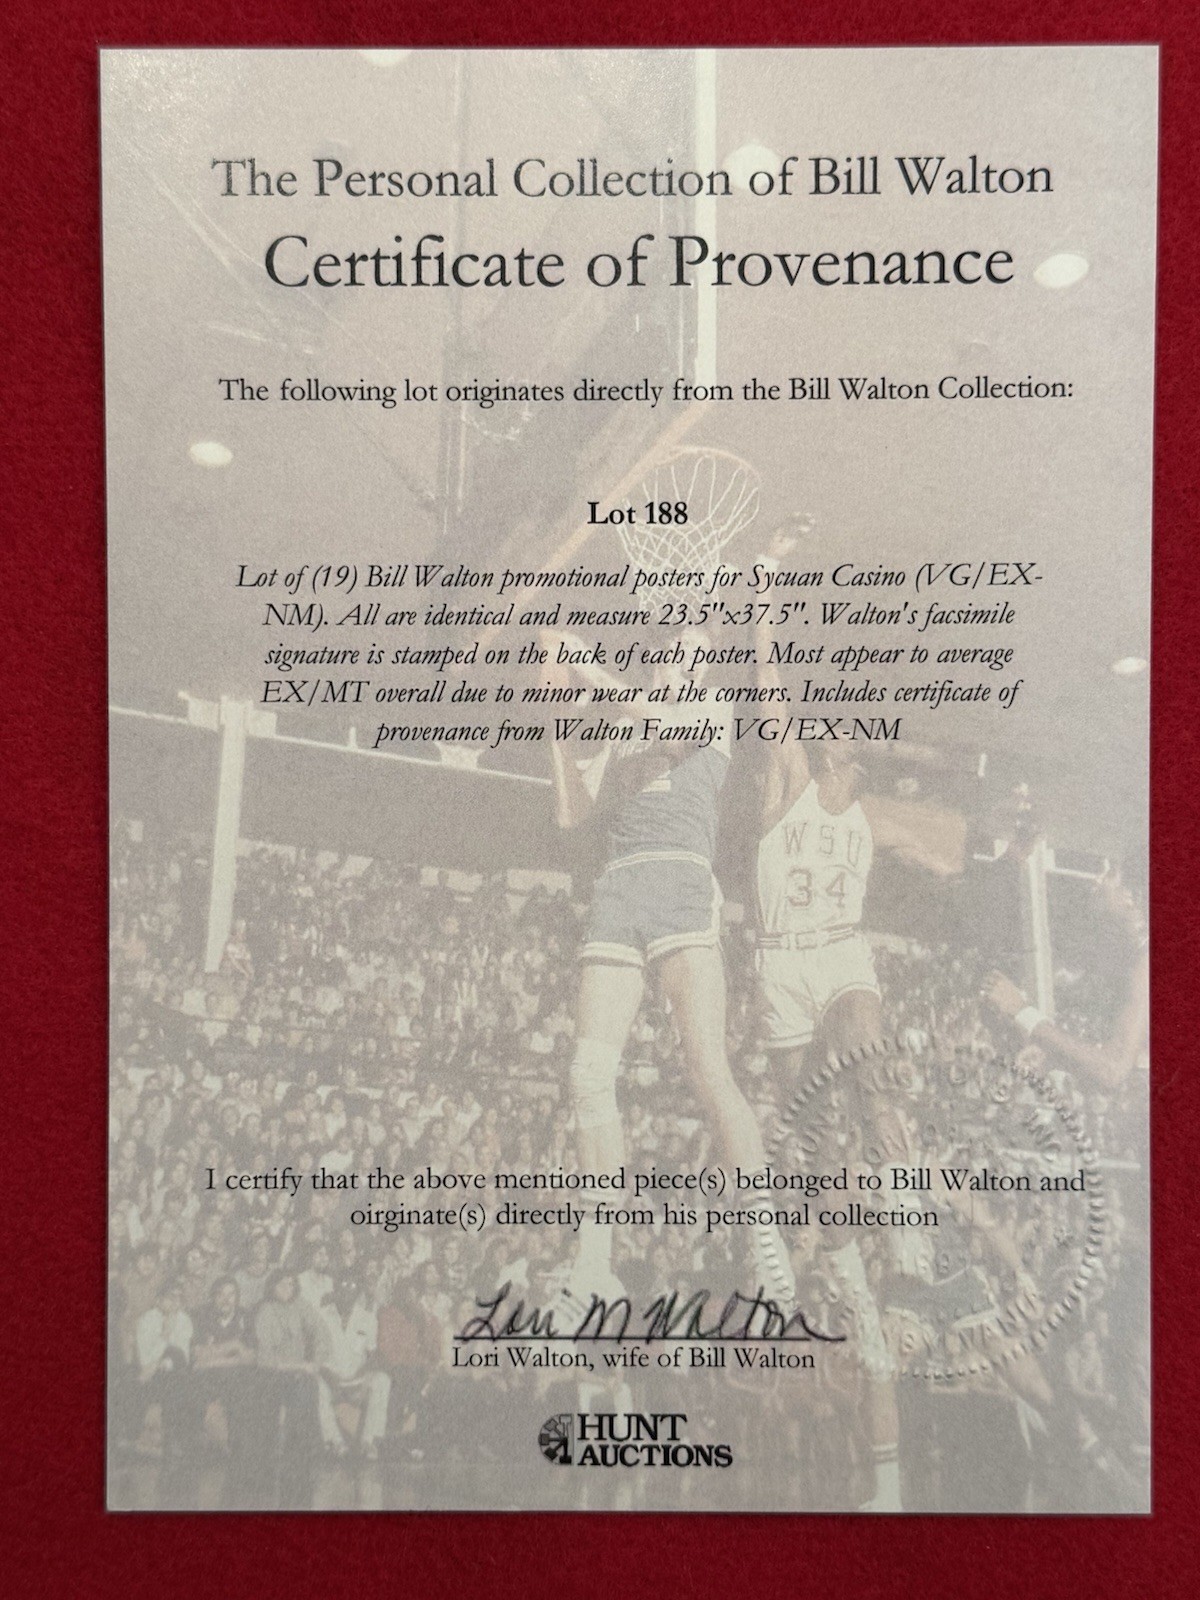 The Personal Collection of Bill Walton
Certificate of Provenance
The following lot originates directly from the Bill Walton Collection:
Lot 188
Lot of (19) Bill Walton promotional posters for Sycuan Casino (VG/EX-
NM). All are identical and measure 23.5"x37.5". Walton's facsimile
signature is stamped on the back of each poster. Most appear to average
EX/MT overall due to minor wear at the corners. Includes certificate of
provenance from Walton Family: VG/EX-NM
WSU
34
I certify that the above mentioned piece(s) belonged to Bill Walton and
oirginate(s) directly from his personal collection
Lori M Walton
Lori Walton, wife of Bill Walton
HUNT
AUCTIONS